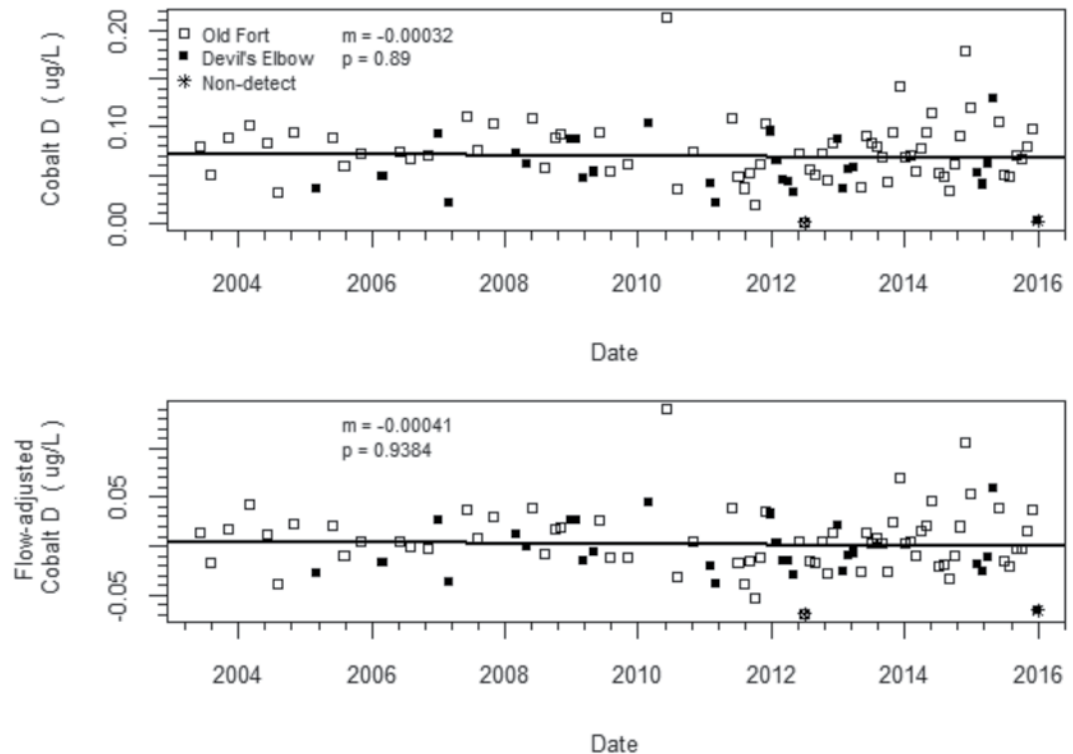 Cobalt D ( ug/L )
0.20
0.10
0.00
Old Fort
Devil's Elbow
Non-detect
m = -0.00032
p = 0.89
2004 2006 2008 2010 2012 2014 2016
Date
Flow-adjusted
Cobalt D ( ug/L )
0.05
-0.05
m = -0.00041
p = 0.9384
2004 2006 2008 2010 2012 2014 2016
Date